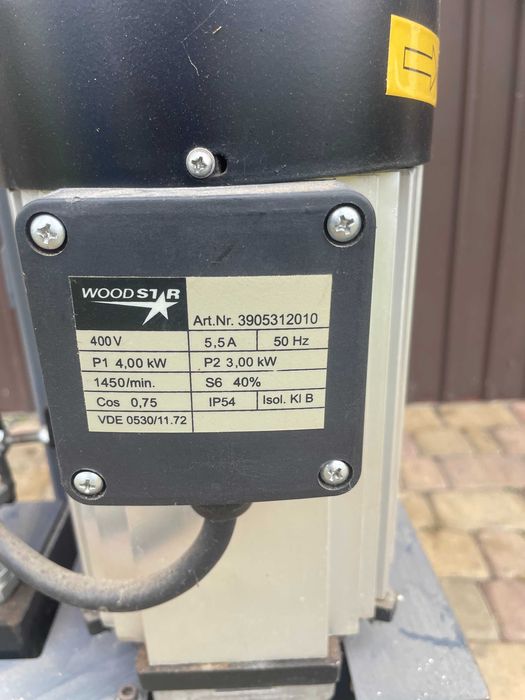 WOODSTAR
Art.Nr. 3905312010
400V 5,5A 50 Hz
P1 4,00 kW P2 3,00 kW
1450/min. S6 40%
Cos 0,75 IP54 Isol. Kl B
VDE 0530/11.72